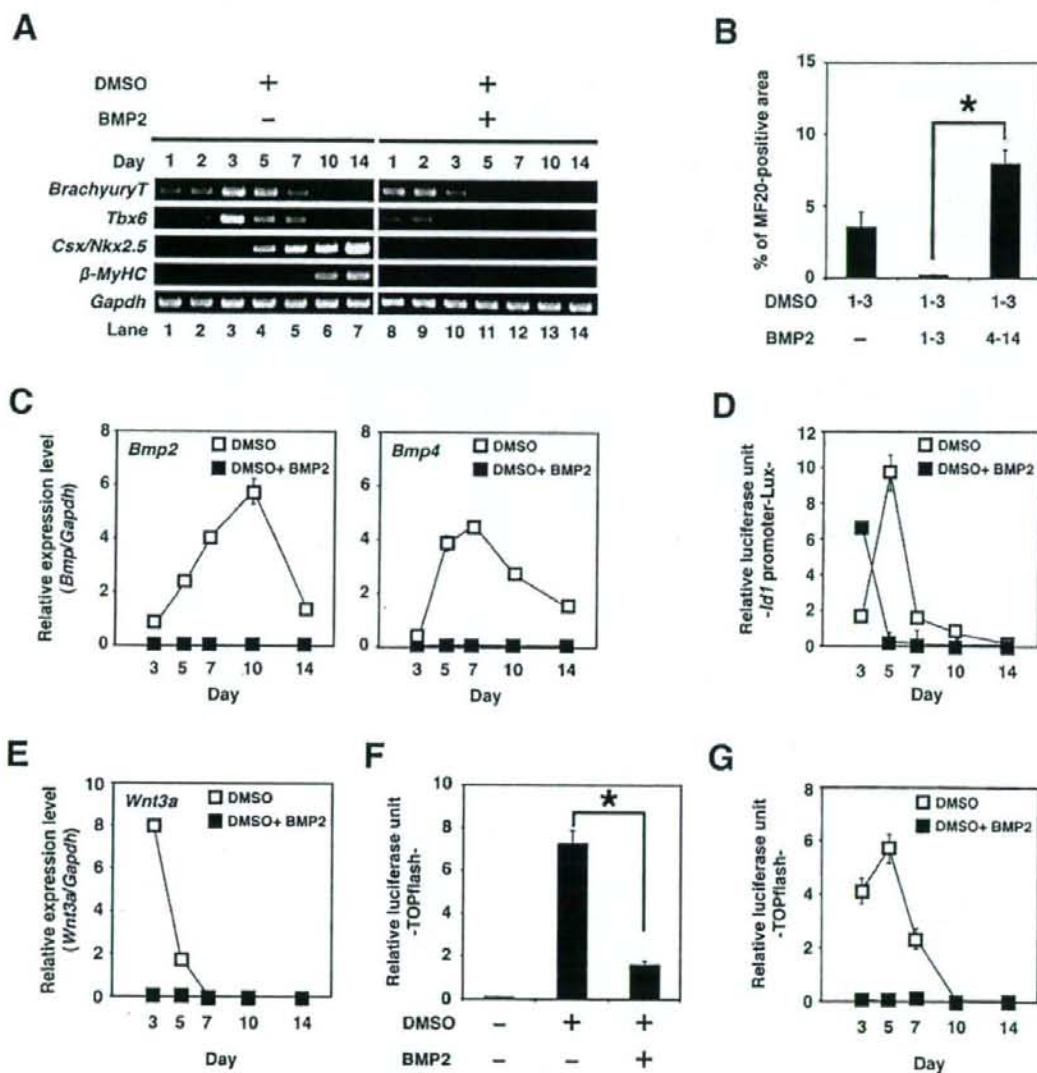 A
DMSO + +
BMP2 − +
Day 1 2 3 5 7 10 14 1 2 3 5 7 10 14
BrachyuryT
Tbx6
Csx/Nkx2.5
β-MyHC
Gapdh
Lane 1 2 3 4 5 6 7 8 9 10 11 12 13 14
B
% of MF20-positive area
15
10
5
0
*
DMSO 1-3 1-3 1-3
BMP2 − 1-3 4-14
C
Relative expression level
(Bmp/Gapdh)
8
6
4
2
0
Bmp2
DMSO
DMSO+ BMP2
3 5 7 10 14
Day
8
6
4
2
0
Bmp4
DMSO
DMSO+ BMP2
3 5 7 10 14
Day
D
Relative luciferase unit
-Id1 promoter-Lux-
12
10
8
6
4
2
0
DMSO
DMSO+ BMP2
3 5 7 10 14
Day
E
Relative expression level
(Wnt3a/Gapdh)
10
8
6
4
2
0
Wnt3a
DMSO
DMSO+ BMP2
3 5 7 10 14
Day
F
Relative luciferase unit
-TOPflash-
10
8
6
4
2
0
*
DMSO − + +
BMP2 − − +
G
Relative luciferase unit
-TOPflash-
8
6
4
2
0
DMSO
DMSO+ BMP2
3 5 7 10 14
Day